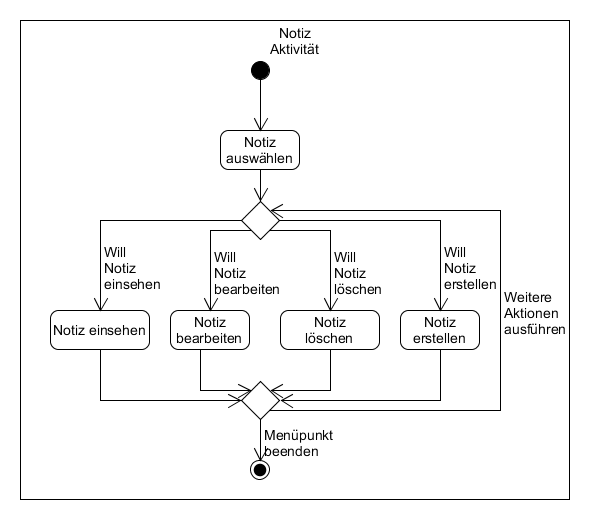 Notiz
Aktivität
Notiz
auswählen
Will
Notiz
einsehen
Will
Notiz
bearbeiten
Will
Notiz
löschen
Will
Notiz
erstellen
Weitere
Aktionen
ausführen
Notiz einsehen
Notiz
bearbeiten
Notiz
löschen
Notiz
erstellen
Menüpunkt
beenden